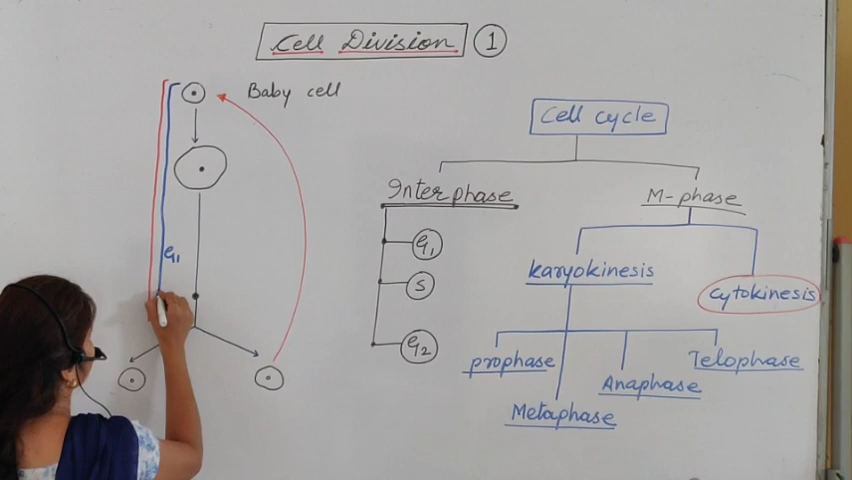 Cell Division 1
Baby cell
Cell cycle
Interphase
M-phase
G1
G1
S
G2
karyokinesis
cytokinesis
prophase
Metaphase
Anaphase
Telophase